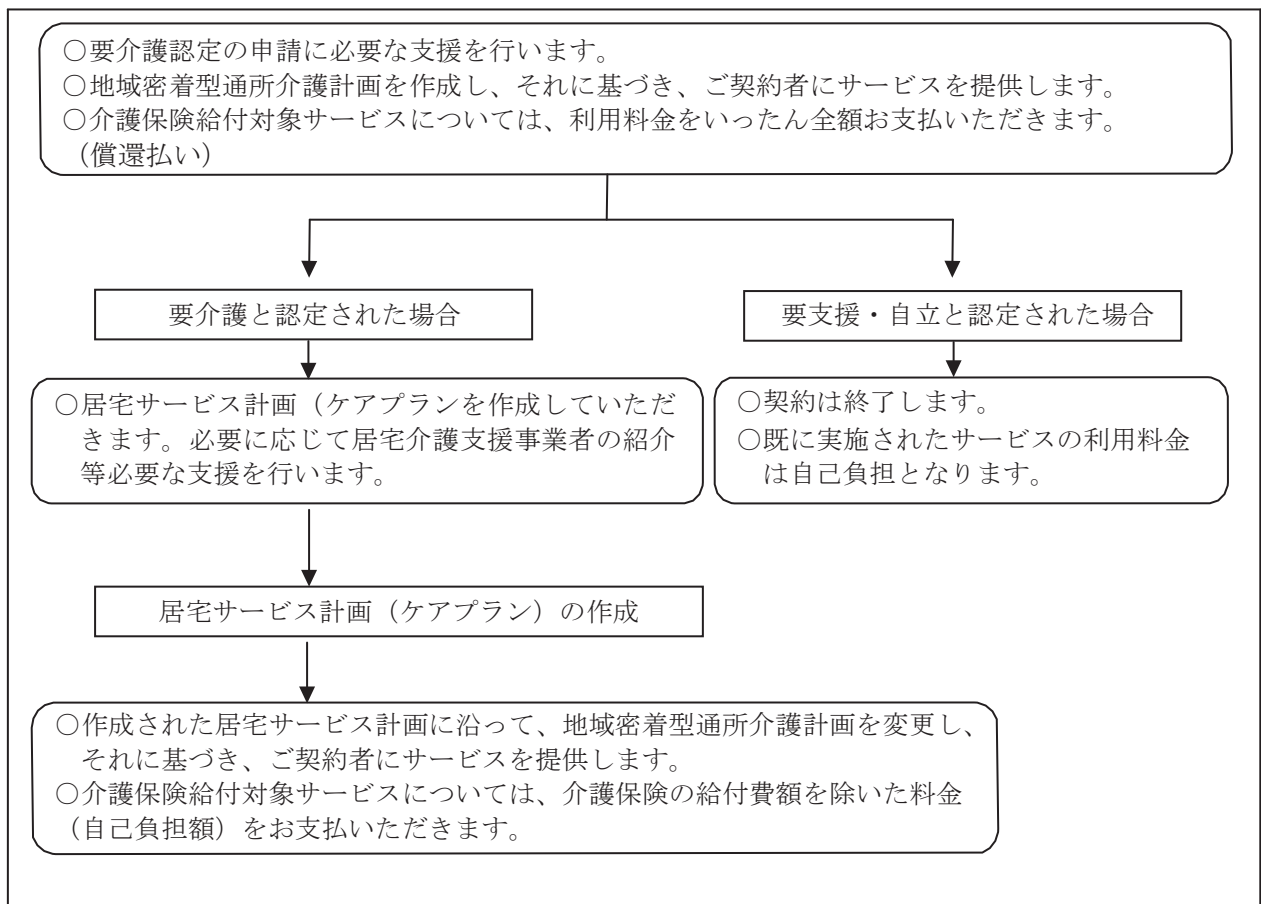 ○要介護認定の申請に必要な支援を行います。
○地域密着型通所介護計画を作成し、それに基づき、ご契約者にサービスを提供します。
○介護保険給付対象サービスについては、利用料金をいったん全額お支払いただきます。
（償還払い）
要介護と認定された場合
要支援・自立と認定された場合
○居宅サービス計画（ケアプランを作成していただ
きます。必要に応じて居宅介護支援事業者の紹介
等必要な支援を行います。
○契約は終了します。
○既に実施されたサービスの利用料金
は自己負担となります。
居宅サービス計画（ケアプラン）の作成
○作成された居宅サービス計画に沿って、地域密着型通所介護計画を変更し、
それに基づき、ご契約者にサービスを提供します。
○介護保険給付対象サービスについては、介護保険の給付費額を除いた料金
（自己負担額）をお支払いただきます。